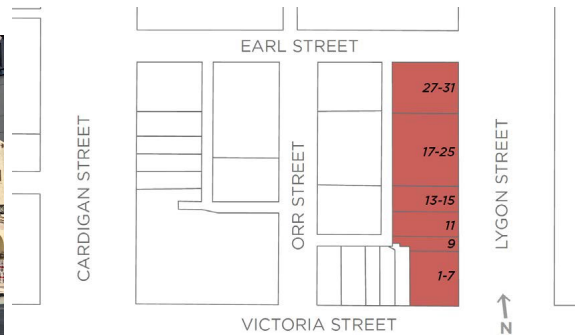 EARL STREET
CARDIGAN STREET
ORR STREET
LYGON STREET
27-31
17-25
13-15
11
9
1-7
VICTORIA STREET
N